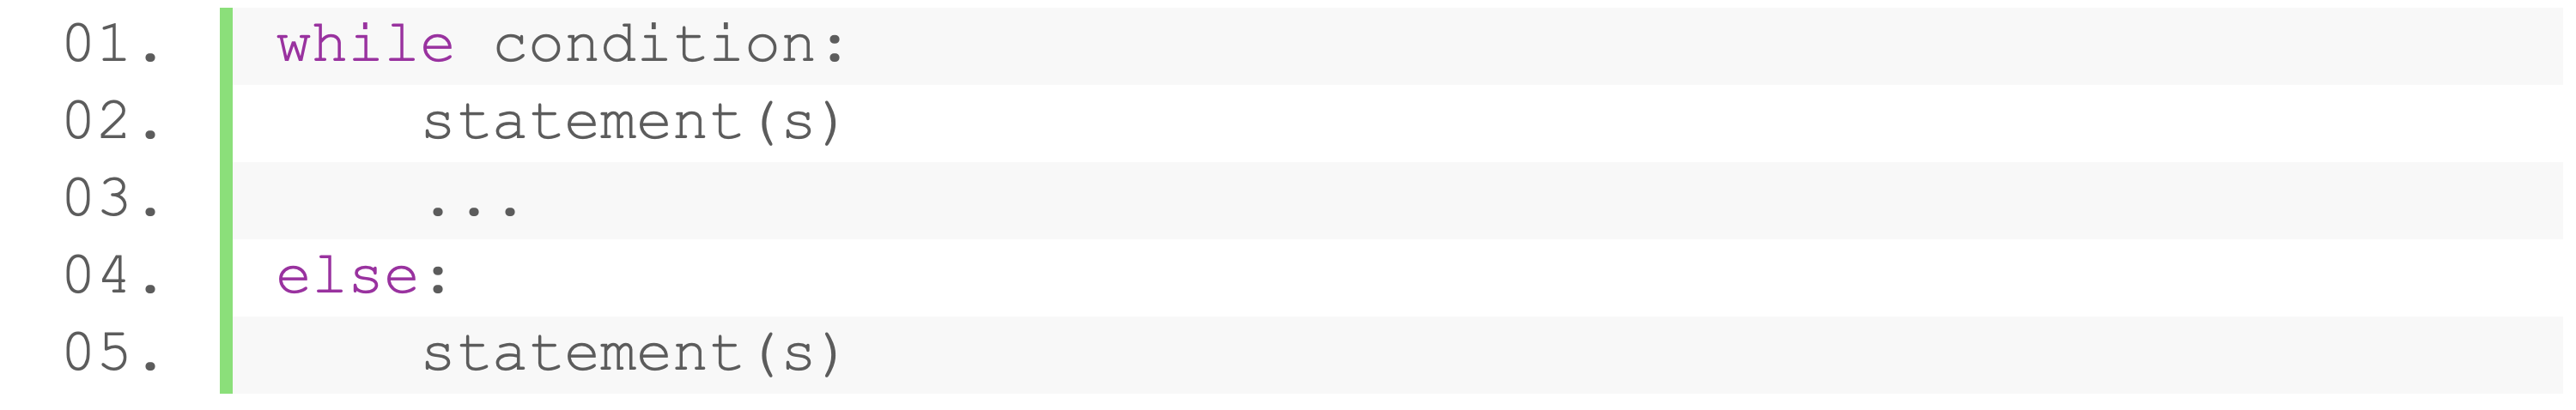 01. while condition:
02.     statement(s)
03.     ...
04. else:
05.     statement(s)